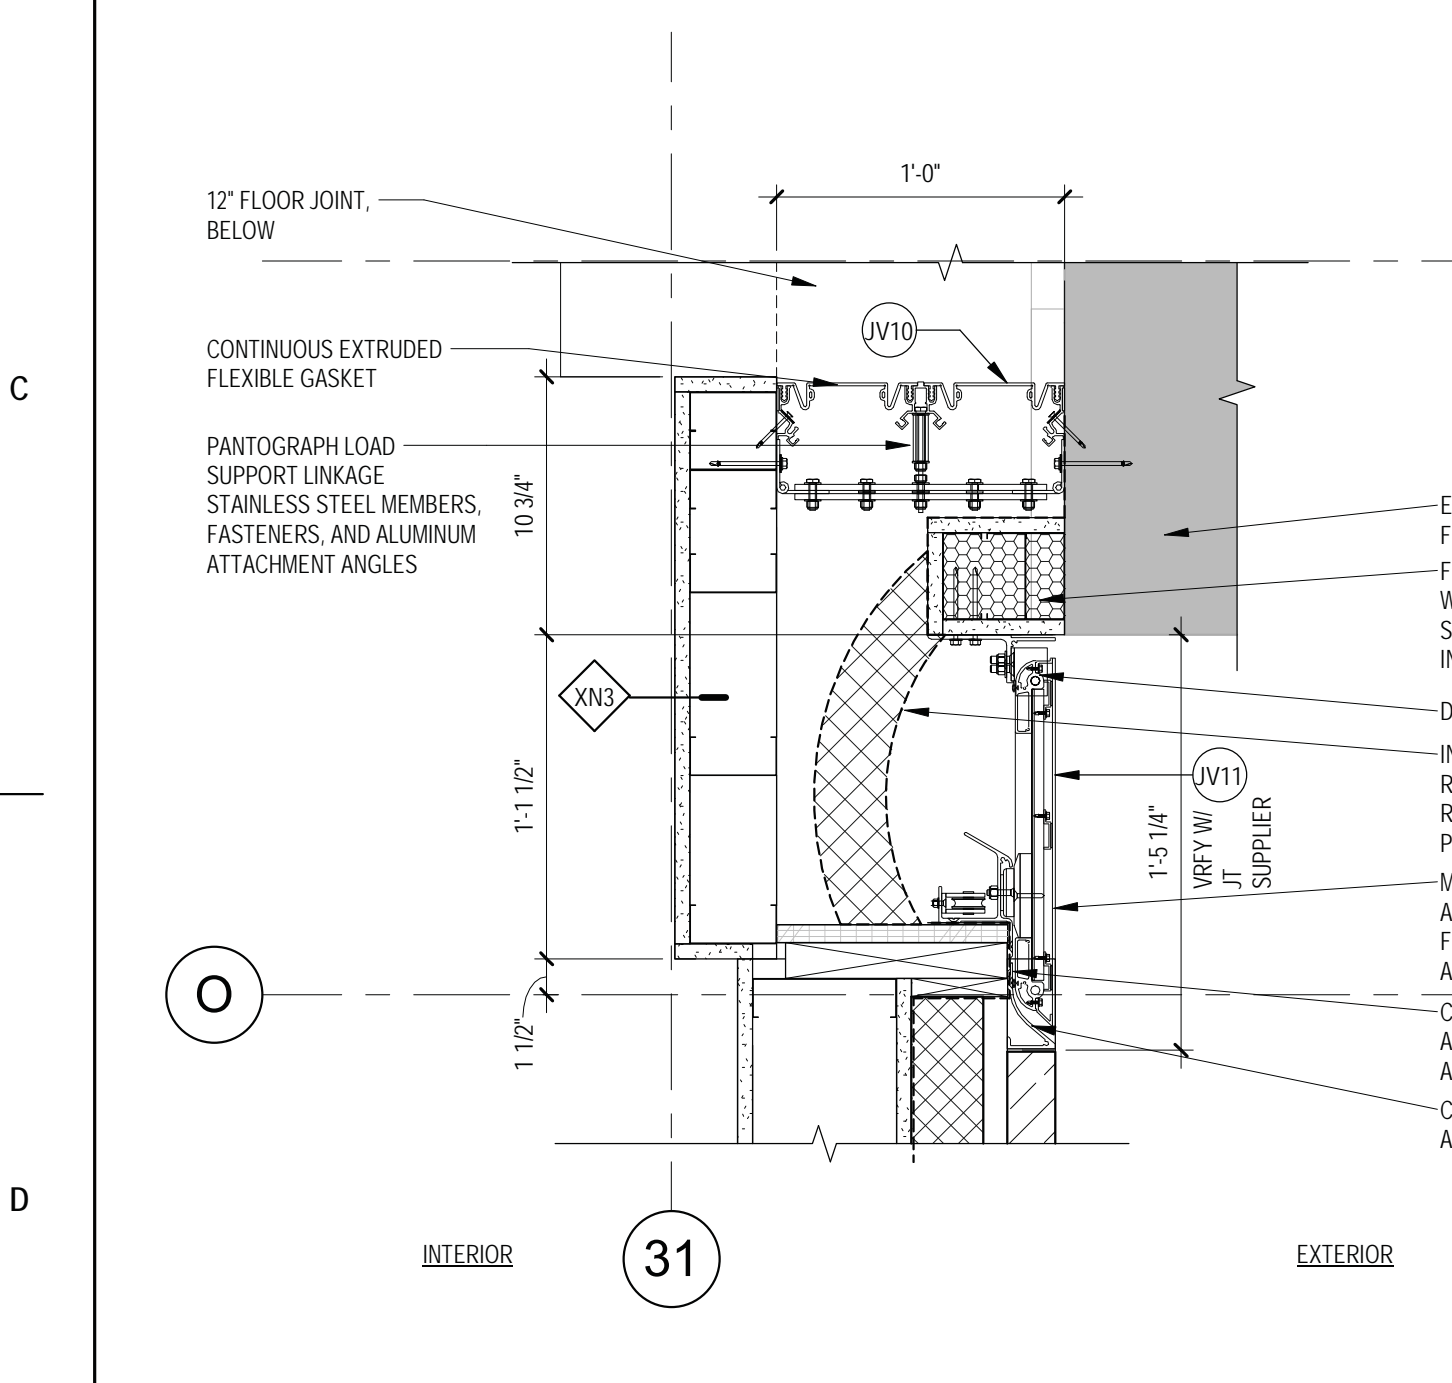 1'-0"
12" FLOOR JOINT,
BELOW
JV10
CONTINUOUS EXTRUDED
FLEXIBLE GASKET
C
PANTOGRAPH LOAD
SUPPORT LINKAGE
STAINLESS STEEL MEMBERS,
FASTENERS, AND ALUMINUM
ATTACHMENT ANGLES
10 3/4"
E
F
F
W
S
IN
XN3
D
IN
R
R
P
JV11
1'-1 1/2"
1'-5 1/4"
VRFY W/
JT
SUPPLIER
M
A
F
A
O
1 1/2"
C
A
A
C
A
D
INTERIOR
31
EXTERIOR